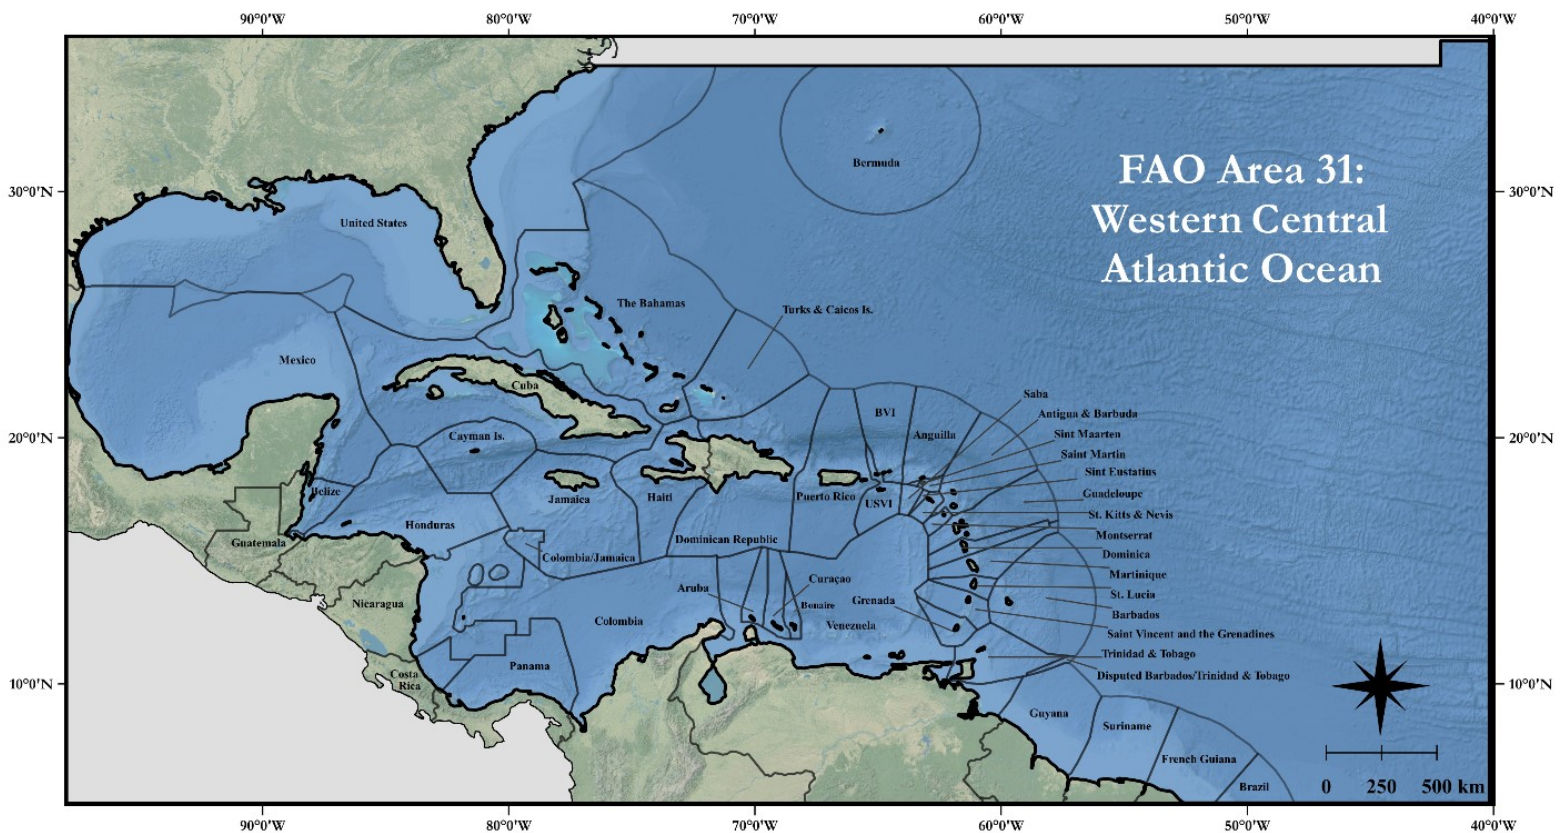 90°0'W 80°0'W 70°0'W 60°0'W 50°0'W 40°0'W
30°0'N 30°0'N
20°0'N 20°0'N
10°0'N 10°0'N
FAO Area 31:
Western Central
Atlantic Ocean
Bermuda
United States
The Bahamas
Turks & Caicos Is.
Mexico
Cuba
Saba
BVI
Antigua & Barbuda
Anguilla
Sint Maarten
Cayman Is.
Saint Martin
Sint Eustatius
Belize
Jamaica
Haiti
Puerto Rico
USVI
Guadeloupe
St. Kitts & Nevis
Honduras
Guatemala
Dominican Republic
Montserrat
Colombia/Jamaica
Dominica
Martinique
Aruba
Curaçao
St. Lucia
Nicaragua
Bonaire
Grenada
Barbados
Colombia
Venezuela
Saint Vincent and the Grenadines
Trinidad & Tobago
Panama
Costa
Rica
Disputed Barbados/Trinidad & Tobago
Guyana
Suriname
French Guiana
Brazil
0 250 500 km
90°0'W 80°0'W 70°0'W 60°0'W 50°0'W 40°0'W